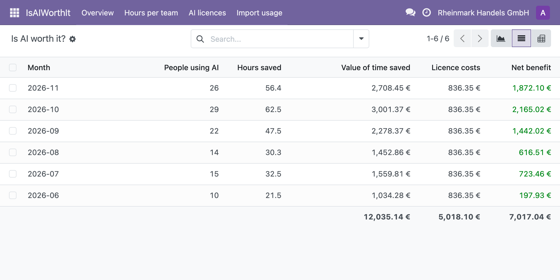 IsAIWorthIt Overview Hours per team AI licences Import usage Rheinmark Handels GmbH A
Is AI worth it? Search... 1-6 / 6
Month People using AI Hours saved Value of time saved Licence costs Net benefit
2026-11 26 56.4 2,708.45 € 836.35 € 1,872.10 €
2026-10 29 62.5 3,001.37 € 836.35 € 2,165.02 €
2026-09 22 47.5 2,278.37 € 836.35 € 1,442.02 €
2026-08 14 30.3 1,452.86 € 836.35 € 616.51 €
2026-07 15 32.5 1,559.81 € 836.35 € 723.46 €
2026-06 10 21.5 1,034.28 € 836.35 € 197.93 €
12,035.14 € 5,018.10 € 7,017.04 €